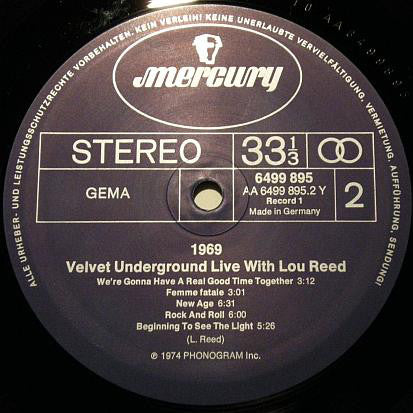 ALLE URHEBER- UND LEISTUNGSSCHUTZRECHTE VORBEHALTEN. KEIN VERLEIH! KEINE UNERLAUBTE VERVIELFÄLTIGUNG, VERMIETUNG, AUFFÜHRUNG, SENDUNG!
mercury
STEREO 33 1/3
GEMA
6499 895
AA 6499 895.2 Y
Record 1
Made in Germany
2
1969
Velvet Underground Live With Lou Reed
We're Gonna Have A Real Good Time Together 3:12
Femme fatale 3:01
New Age 6:31
Rock And Roll 6:00
Beginning To See The Light 5:26
(L. Reed)
℗ 1974 PHONOGRAM Inc.